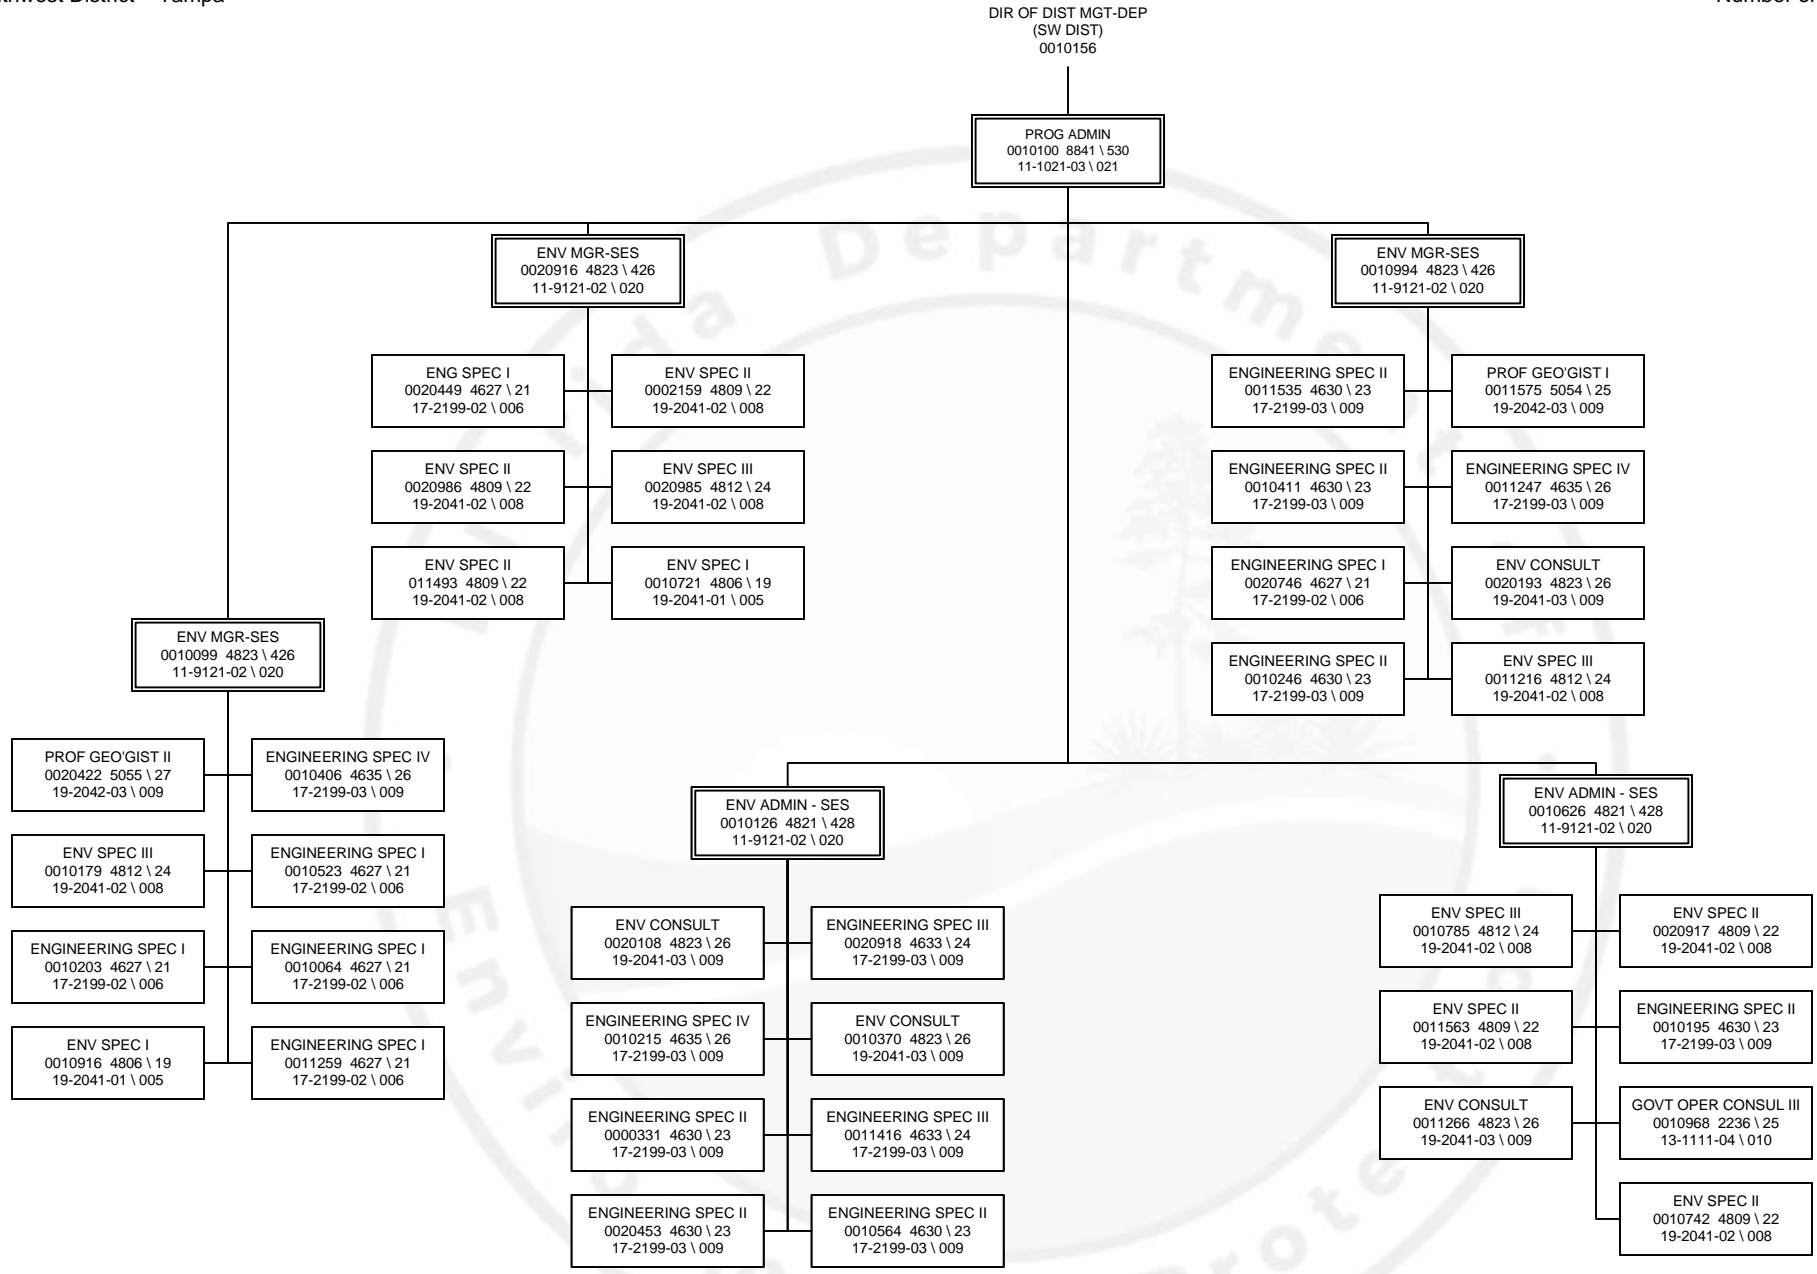 DIR OF DIST MGT-DEP
(SW DIST)
0010156
PROG ADMIN
0010100 8841 \ 530
11-1021-03 \ 021
ENV MGR-SES
0020916 4823 \ 426
11-9121-02 \ 020
ENV MGR-SES
0010994 4823 \ 426
11-9121-02 \ 020
ENG SPEC I
0020449 4627 \ 21
17-2199-02 \ 006
ENV SPEC II
0002159 4809 \ 22
19-2041-02 \ 008
ENV SPEC II
0020986 4809 \ 22
19-2041-02 \ 008
ENV SPEC III
0020985 4812 \ 24
19-2041-02 \ 008
ENV SPEC II
011493 4809 \ 22
19-2041-02 \ 008
ENV SPEC I
0010721 4806 \ 19
19-2041-01 \ 005
ENGINEERING SPEC II
0011535 4630 \ 23
17-2199-03 \ 009
PROF GEO'GIST I
0011575 5054 \ 25
19-2042-03 \ 009
ENGINEERING SPEC II
0010411 4630 \ 23
17-2199-03 \ 009
ENGINEERING SPEC IV
0011247 4635 \ 26
17-2199-03 \ 009
ENGINEERING SPEC I
0020746 4627 \ 21
17-2199-02 \ 006
ENV CONSULT
0020193 4823 \ 26
19-2041-03 \ 009
ENGINEERING SPEC II
0010246 4630 \ 23
17-2199-03 \ 009
ENV SPEC III
0011216 4812 \ 24
19-2041-02 \ 008
ENV MGR-SES
0010099 4823 \ 426
11-9121-02 \ 020
PROF GEO'GIST II
0020422 5055 \ 27
19-2042-03 \ 009
ENGINEERING SPEC IV
0010406 4635 \ 26
17-2199-03 \ 009
ENV SPEC III
0010179 4812 \ 24
19-2041-02 \ 008
ENGINEERING SPEC I
0010523 4627 \ 21
17-2199-02 \ 006
ENGINEERING SPEC I
0010203 4627 \ 21
17-2199-02 \ 006
ENGINEERING SPEC I
0010064 4627 \ 21
17-2199-02 \ 006
ENV SPEC I
0010916 4806 \ 19
19-2041-01 \ 005
ENGINEERING SPEC I
0011259 4627 \ 21
17-2199-02 \ 006
ENV ADMIN - SES
0010126 4821 \ 428
11-9121-02 \ 020
ENV CONSULT
0020108 4823 \ 26
19-2041-03 \ 009
ENGINEERING SPEC III
0020918 4633 \ 24
17-2199-03 \ 009
ENGINEERING SPEC IV
0010215 4635 \ 26
17-2199-03 \ 009
ENV CONSULT
0010370 4823 \ 26
19-2041-03 \ 009
ENGINEERING SPEC II
0000331 4630 \ 23
17-2199-03 \ 009
ENGINEERING SPEC III
0011416 4633 \ 24
17-2199-03 \ 009
ENGINEERING SPEC II
0020453 4630 \ 23
17-2199-03 \ 009
ENGINEERING SPEC II
0010564 4630 \ 23
17-2199-03 \ 009
ENV ADMIN - SES
0010626 4821 \ 428
11-9121-02 \ 020
ENV SPEC III
0010785 4812 \ 24
19-2041-02 \ 008
ENV SPEC II
0020917 4809 \ 22
19-2041-02 \ 008
ENV SPEC II
0011563 4809 \ 22
19-2041-02 \ 008
ENGINEERING SPEC II
0010195 4630 \ 23
17-2199-03 \ 009
ENV CONSULT
0011266 4823 \ 26
19-2041-03 \ 009
GOVT OPER CONSUL III
0010968 2236 \ 25
13-1111-04 \ 010
ENV SPEC II
0010742 4809 \ 22
19-2041-02 \ 008